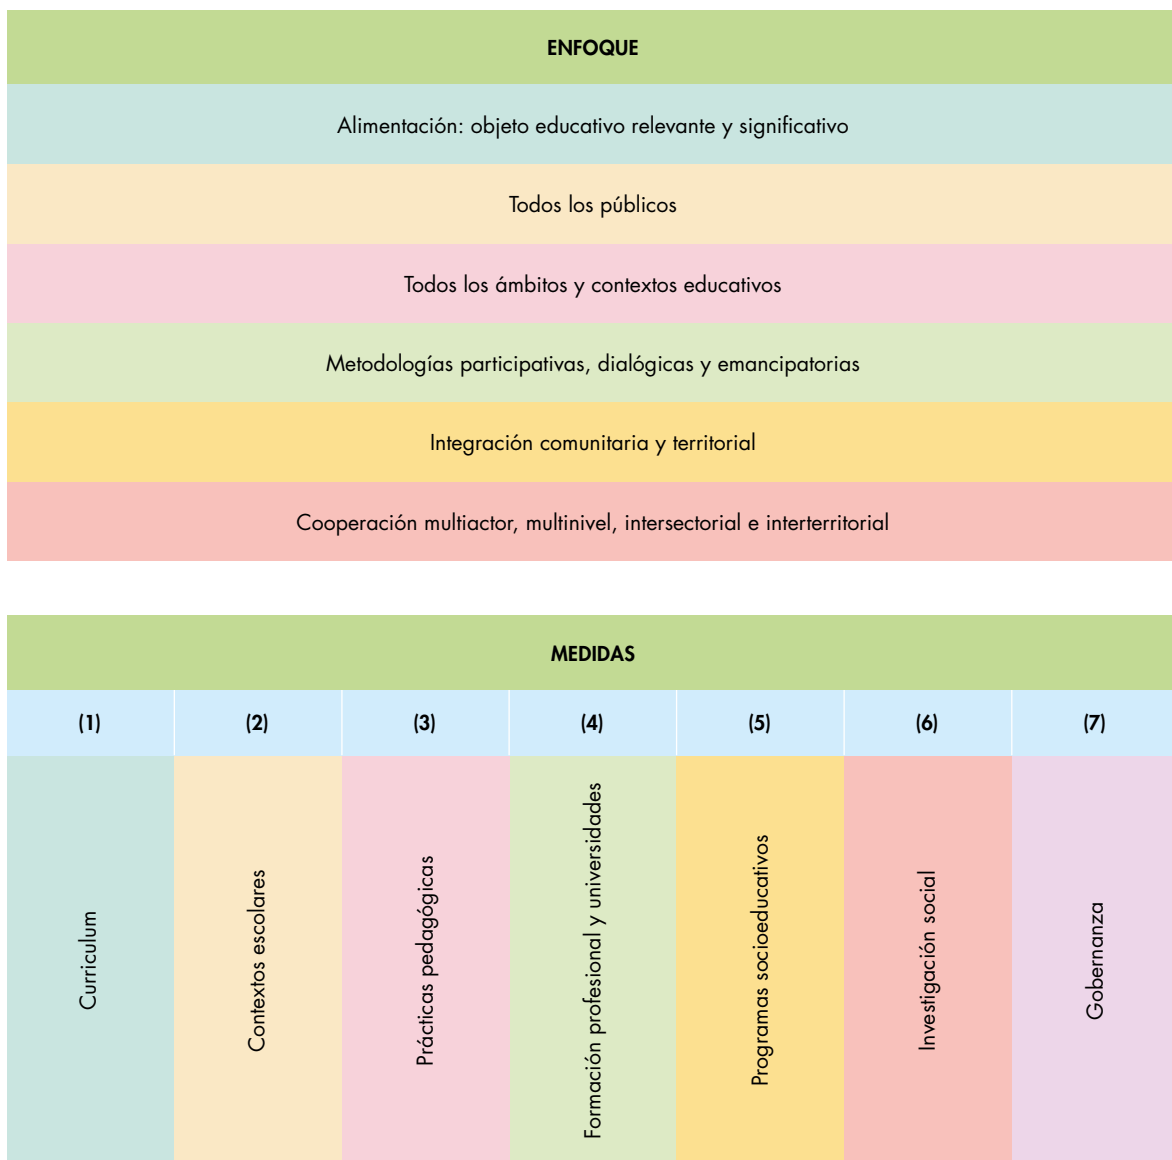 ENFOQUE
Alimentación: objeto educativo relevante y significativo
Todos los públicos
Todos los ámbitos y contextos educativos
Metodologías participativas, dialógicas y emancipatorias
Integración comunitaria y territorial
Cooperación multiactor, multinivel, intersectorial e interterritorial
MEDIDAS
(1)
(2)
(3)
(4)
(5)
(6)
(7)
Curriculum
Contextos escolares
Prácticas pedagógicas
Formación profesional y universidades
Programas socioeducativos
Investigación social
Gobernanza